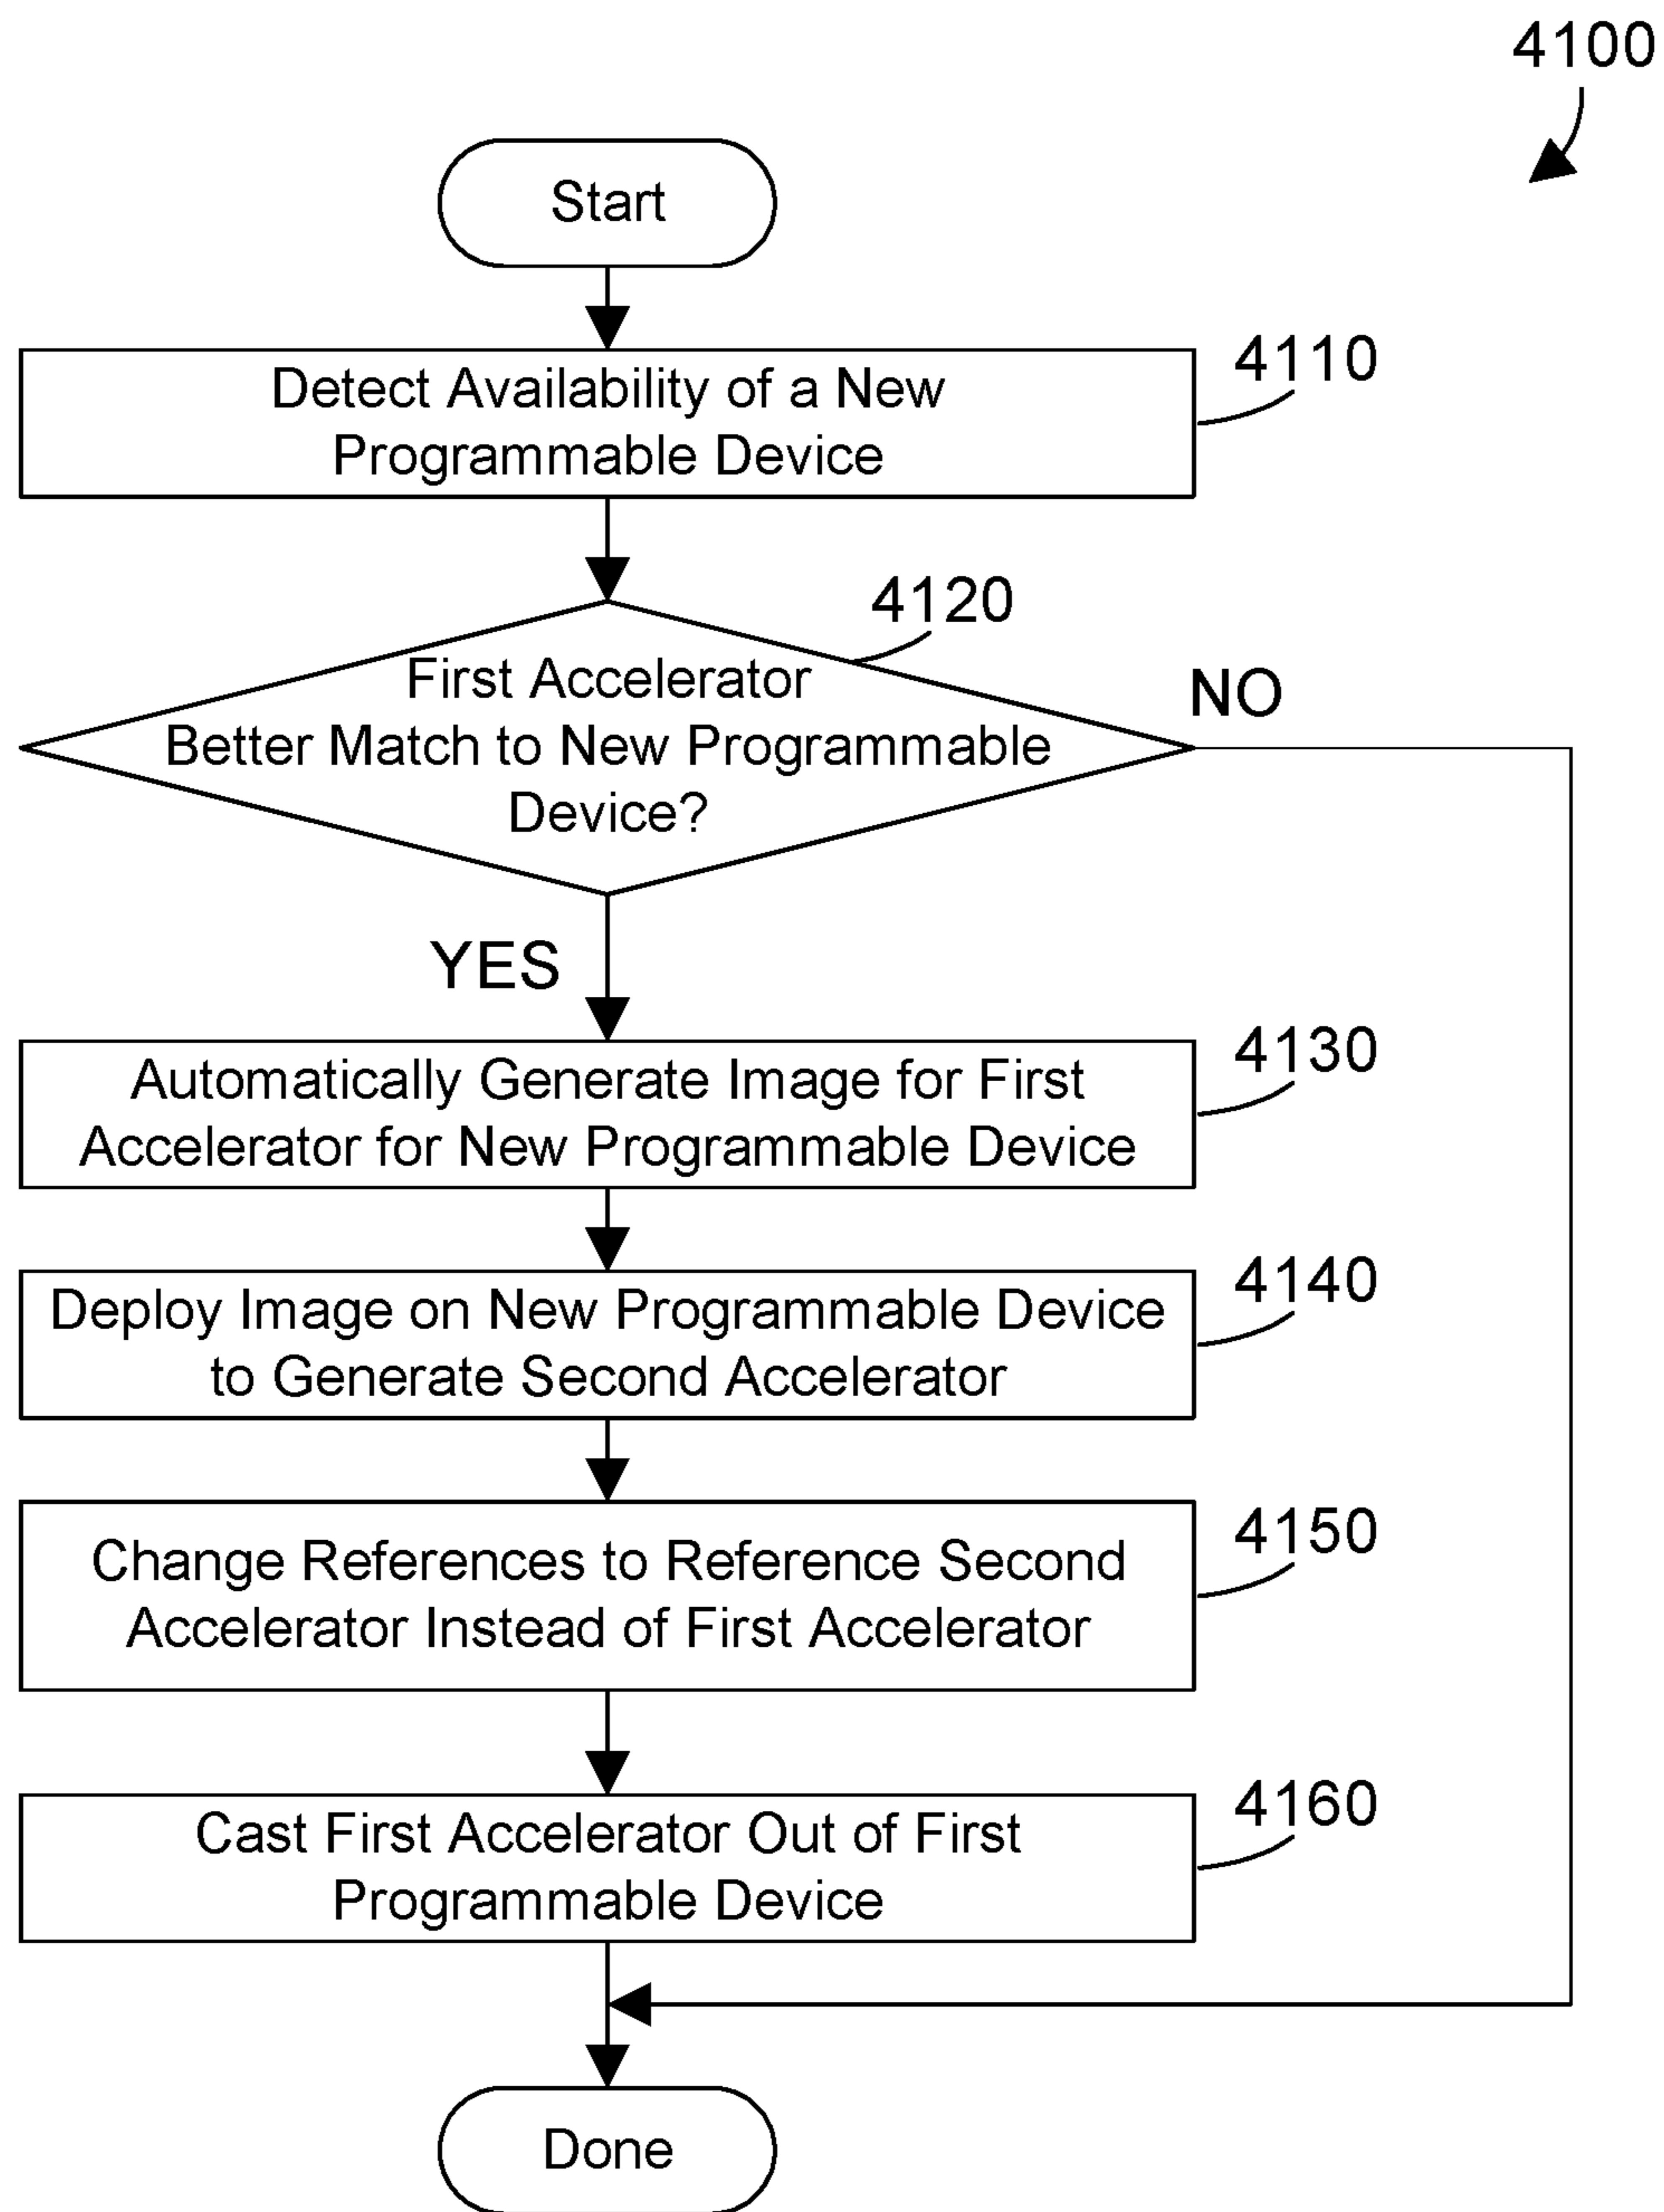 4100
Start
Detect Availability of a New
Programmable Device
4110
4120
First Accelerator
Better Match to New Programmable
Device?
NO
YES
Automatically Generate Image for First
Accelerator for New Programmable Device
4130
Deploy Image on New Programmable Device
to Generate Second Accelerator
4140
Change References to Reference Second
Accelerator Instead of First Accelerator
4150
Cast First Accelerator Out of First
Programmable Device
4160
Done